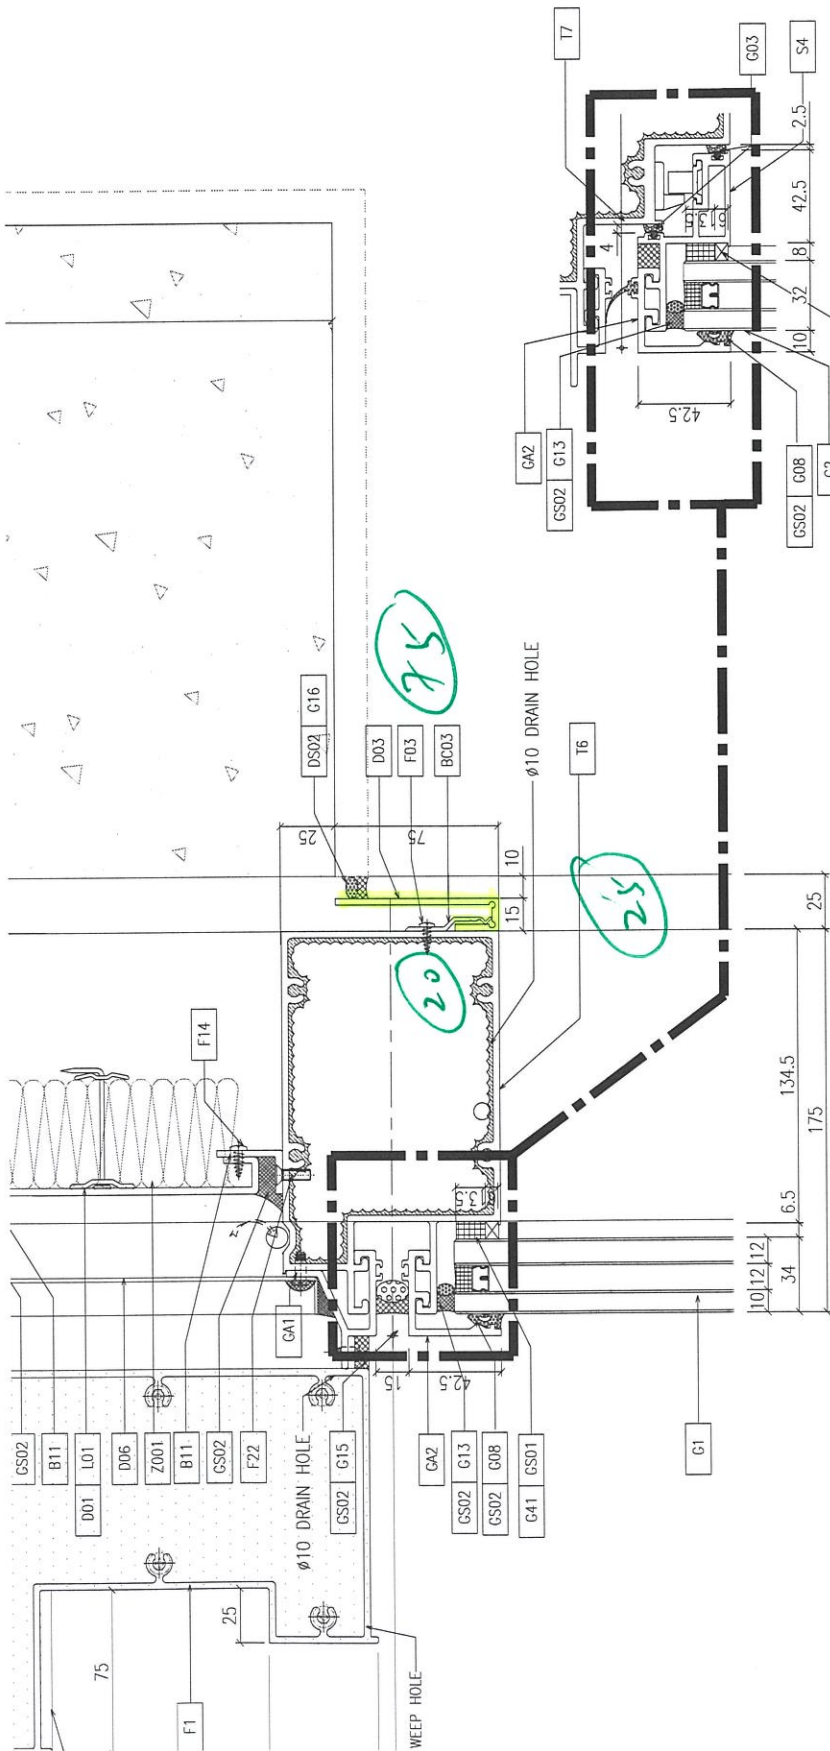 T7
G03
S4
2.5
42.5
8
32
10
4
613.5
42.5
GA2
GS02 G13
GS02 G08
DS02 G16
D03
F03
BC03
75
ø10 DRAIN HOLE
T6
25
75
10
15
25
25
20
F14
134.5
175
6.5
13.5
12
12
10
34
GA1
15
42.5
GS02
B11
D01 L01
D06
Z001
B11
GS02
F22
ø10 DRAIN HOLE
GS02 G15
GA2
GS02 G13
GS02 G08
G41 GS01
G1
25
75
F1
WEEP HOLE